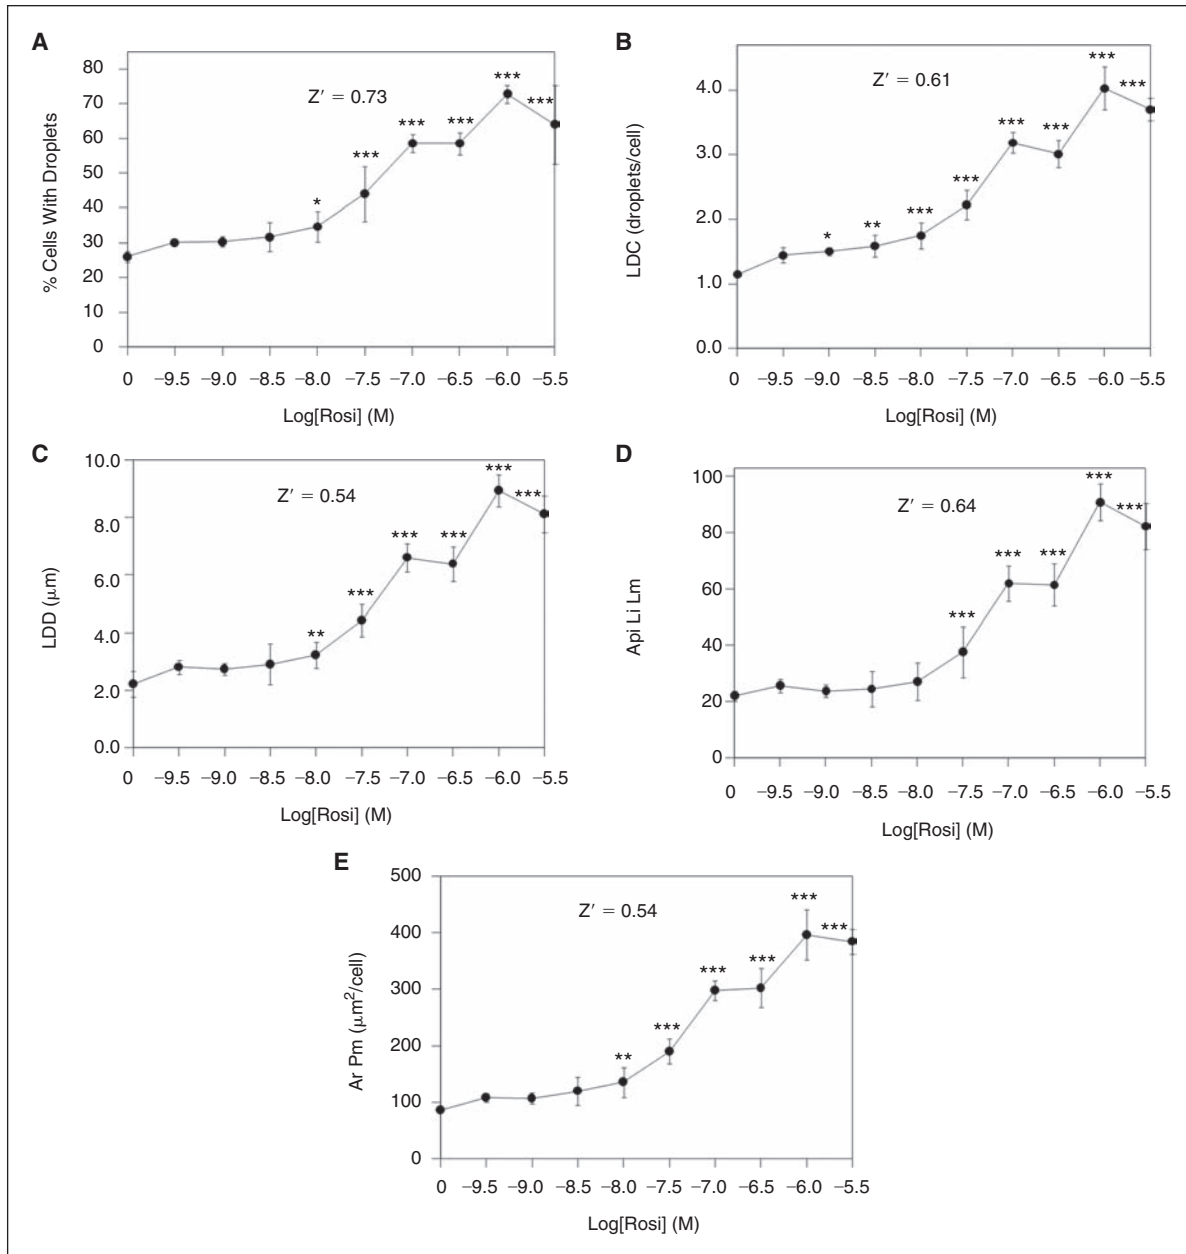 A
% Cells With Droplets
80
70
60
50
40
30
20
10
0
Z′ = 0.73
*
***
***
***
***
***
0 −9.5 −9.0 −8.5 −8.0 −7.5 −7.0 −6.5 −6.0 −5.5
Log[Rosi] (M)
B
LDC (droplets/cell)
4.0
3.0
2.0
1.0
0.0
Z′ = 0.61
*
**
***
***
***
***
***
***
0 −9.5 −9.0 −8.5 −8.0 −7.5 −7.0 −6.5 −6.0 −5.5
Log[Rosi] (M)
C
LDD (μm)
10.0
8.0
6.0
4.0
2.0
0.0
Z′ = 0.54
**
***
***
***
***
***
0 −9.5 −9.0 −8.5 −8.0 −7.5 −7.0 −6.5 −6.0 −5.5
Log[Rosi] (M)
D
Api Li Lm
100
80
60
40
20
0
Z′ = 0.64
***
***
***
***
***
0 −9.5 −9.0 −8.5 −8.0 −7.5 −7.0 −6.5 −6.0 −5.5
Log[Rosi] (M)
E
Ar Pm (μm²/cell)
500
400
300
200
100
0
Z′ = 0.54
**
***
***
***
***
***
0 −9.5 −9.0 −8.5 −8.0 −7.5 −7.0 −6.5 −6.0 −5.5
Log[Rosi] (M)